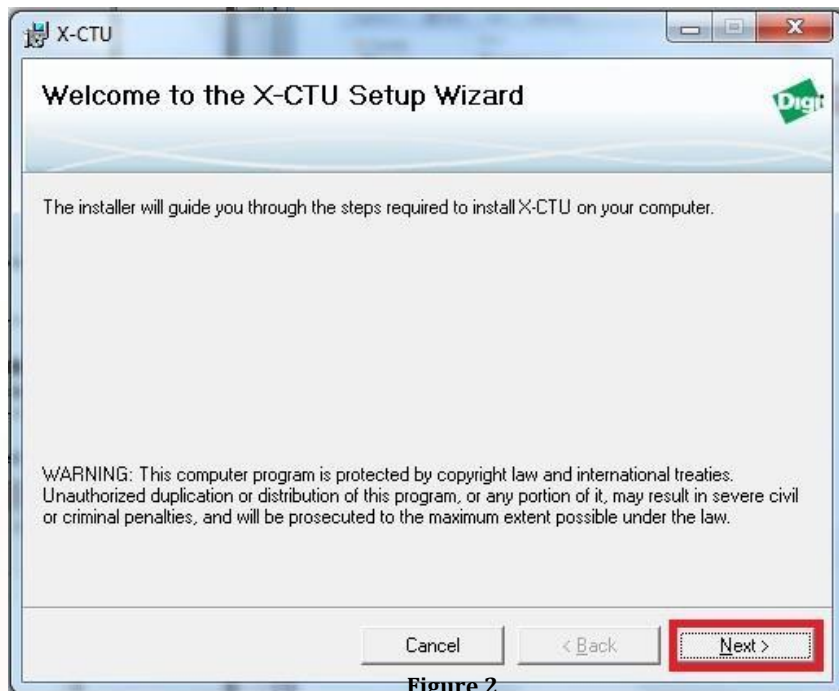 X-CTU
Welcome to the X-CTU Setup Wizard
Digi
The installer will guide you through the steps required to install X-CTU on your computer.
WARNING: This computer program is protected by copyright law and international treaties.
Unauthorized duplication or distribution of this program, or any portion of it, may result in severe civil
or criminal penalties, and will be prosecuted to the maximum extent possible under the law.
Cancel < Back Next >
Figure 2